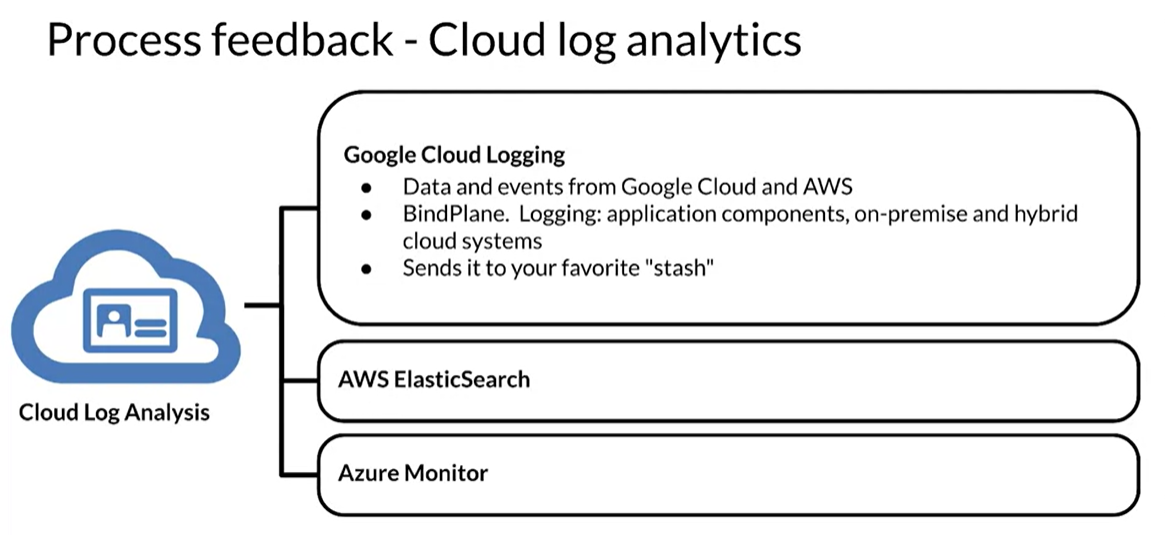 Process feedback - Cloud log analytics
Google Cloud Logging
● Data and events from Google Cloud and AWS
● BindPlane. Logging: application components, on-premise and hybrid
cloud systems
● Sends it to your favorite "stash"
Cloud Log Analysis
AWS ElasticSearch
Azure Monitor